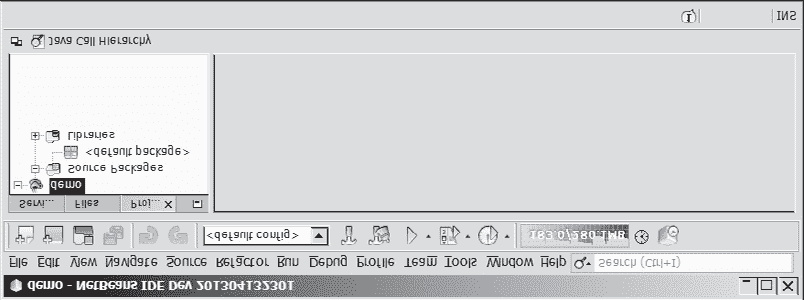 demo - NetBeans IDE Dev 201304132301
File Edit View Navigate Source Refactor Run Debug Profile Team Tools Window Help Search (Ctrl+I)
<default config> 183.0/280.1MB
Servi... Files Proj...
demo
Source Packages
<default package>
Libraries
Java Call Hierarchy
1 INS